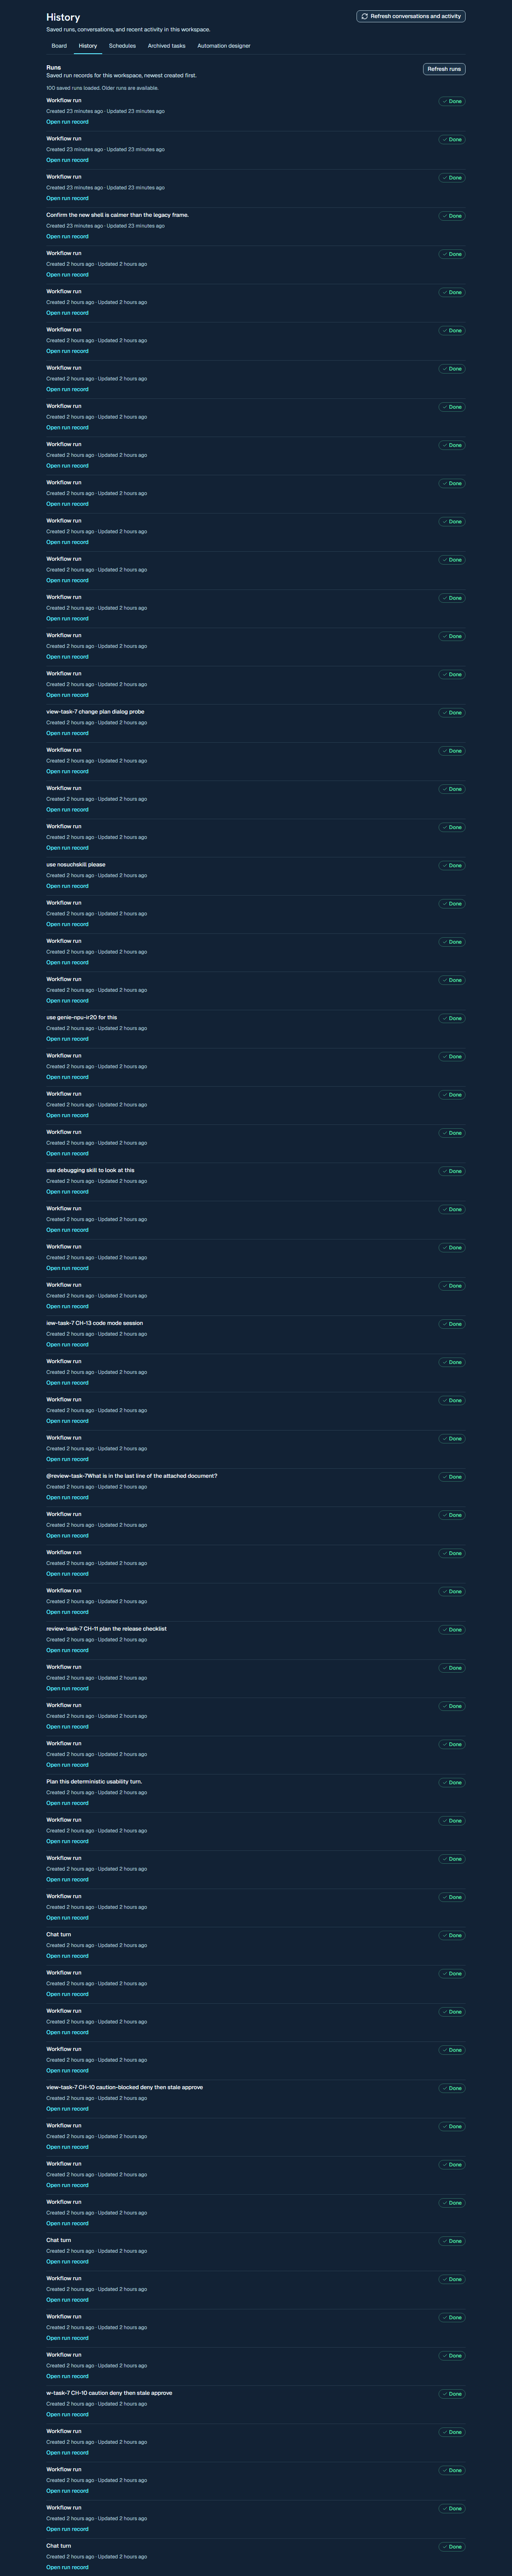 History
Refresh conversations and activity
Saved runs, conversations, and recent activity in this workspace.
Board History Schedules Archived tasks Automation designer
Runs
Refresh runs
Saved run records for this workspace, newest created first.
100 saved runs loaded. Older runs are available.
Workflow run
Done
Created 23 minutes ago · Updated 23 minutes ago
Open run record
Workflow run
Done
Created 23 minutes ago · Updated 23 minutes ago
Open run record
Workflow run
Done
Created 23 minutes ago · Updated 23 minutes ago
Open run record
Confirm the new shell is calmer than the legacy frame.
Done
Created 23 minutes ago · Updated 23 minutes ago
Open run record
Workflow run
Done
Created 2 hours ago · Updated 2 hours ago
Open run record
Workflow run
Done
Created 2 hours ago · Updated 2 hours ago
Open run record
Workflow run
Done
Created 2 hours ago · Updated 2 hours ago
Open run record
Workflow run
Done
Created 2 hours ago · Updated 2 hours ago
Open run record
Workflow run
Done
Created 2 hours ago · Updated 2 hours ago
Open run record
Workflow run
Done
Created 2 hours ago · Updated 2 hours ago
Open run record
Workflow run
Done
Created 2 hours ago · Updated 2 hours ago
Open run record
Workflow run
Done
Created 2 hours ago · Updated 2 hours ago
Open run record
Workflow run
Done
Created 2 hours ago · Updated 2 hours ago
Open run record
Workflow run
Done
Created 2 hours ago · Updated 2 hours ago
Open run record
Workflow run
Done
Created 2 hours ago · Updated 2 hours ago
Open run record
Workflow run
Done
Created 2 hours ago · Updated 2 hours ago
Open run record
view-task-7 change plan dialog probe
Done
Created 2 hours ago · Updated 2 hours ago
Open run record
Workflow run
Done
Created 2 hours ago · Updated 2 hours ago
Open run record
Workflow run
Done
Created 2 hours ago · Updated 2 hours ago
Open run record
Workflow run
Done
Created 2 hours ago · Updated 2 hours ago
Open run record
use nosuchskill please
Done
Created 2 hours ago · Updated 2 hours ago
Open run record
Workflow run
Done
Created 2 hours ago · Updated 2 hours ago
Open run record
Workflow run
Done
Created 2 hours ago · Updated 2 hours ago
Open run record
Workflow run
Done
Created 2 hours ago · Updated 2 hours ago
Open run record
use genie-npu-ir20 for this
Done
Created 2 hours ago · Updated 2 hours ago
Open run record
Workflow run
Done
Created 2 hours ago · Updated 2 hours ago
Open run record
Workflow run
Done
Created 2 hours ago · Updated 2 hours ago
Open run record
Workflow run
Done
Created 2 hours ago · Updated 2 hours ago
Open run record
use debugging skill to look at this
Done
Created 2 hours ago · Updated 2 hours ago
Open run record
Workflow run
Done
Created 2 hours ago · Updated 2 hours ago
Open run record
Workflow run
Done
Created 2 hours ago · Updated 2 hours ago
Open run record
Workflow run
Done
Created 2 hours ago · Updated 2 hours ago
Open run record
iew-task-7 CH-13 code mode session
Done
Created 2 hours ago · Updated 2 hours ago
Open run record
Workflow run
Done
Created 2 hours ago · Updated 2 hours ago
Open run record
Workflow run
Done
Created 2 hours ago · Updated 2 hours ago
Open run record
Workflow run
Done
Created 2 hours ago · Updated 2 hours ago
Open run record
@review-task-7What is in the last line of the attached document?
Done
Created 2 hours ago · Updated 2 hours ago
Open run record
Workflow run
Done
Created 2 hours ago · Updated 2 hours ago
Open run record
Workflow run
Done
Created 2 hours ago · Updated 2 hours ago
Open run record
Workflow run
Done
Created 2 hours ago · Updated 2 hours ago
Open run record
review-task-7 CH-11 plan the release checklist
Done
Created 2 hours ago · Updated 2 hours ago
Open run record
Workflow run
Done
Created 2 hours ago · Updated 2 hours ago
Open run record
Workflow run
Done
Created 2 hours ago · Updated 2 hours ago
Open run record
Workflow run
Done
Created 2 hours ago · Updated 2 hours ago
Open run record
Plan this deterministic usability turn.
Done
Created 2 hours ago · Updated 2 hours ago
Open run record
Workflow run
Done
Created 2 hours ago · Updated 2 hours ago
Open run record
Workflow run
Done
Created 2 hours ago · Updated 2 hours ago
Open run record
Workflow run
Done
Created 2 hours ago · Updated 2 hours ago
Open run record
Chat turn
Done
Created 2 hours ago · Updated 2 hours ago
Open run record
Workflow run
Done
Created 2 hours ago · Updated 2 hours ago
Open run record
Workflow run
Done
Created 2 hours ago · Updated 2 hours ago
Open run record
Workflow run
Done
Created 2 hours ago · Updated 2 hours ago
Open run record
view-task-7 CH-10 caution-blocked deny then stale approve
Done
Created 2 hours ago · Updated 2 hours ago
Open run record
Workflow run
Done
Created 2 hours ago · Updated 2 hours ago
Open run record
Workflow run
Done
Created 2 hours ago · Updated 2 hours ago
Open run record
Workflow run
Done
Created 2 hours ago · Updated 2 hours ago
Open run record
Chat turn
Done
Created 2 hours ago · Updated 2 hours ago
Open run record
Workflow run
Done
Created 2 hours ago · Updated 2 hours ago
Open run record
Workflow run
Done
Created 2 hours ago · Updated 2 hours ago
Open run record
Workflow run
Done
Created 2 hours ago · Updated 2 hours ago
Open run record
w-task-7 CH-10 caution deny then stale approve
Done
Created 2 hours ago · Updated 2 hours ago
Open run record
Workflow run
Done
Created 2 hours ago · Updated 2 hours ago
Open run record
Workflow run
Done
Created 2 hours ago · Updated 2 hours ago
Open run record
Workflow run
Done
Created 2 hours ago · Updated 2 hours ago
Open run record
Chat turn
Done
Created 2 hours ago · Updated 2 hours ago
Open run record